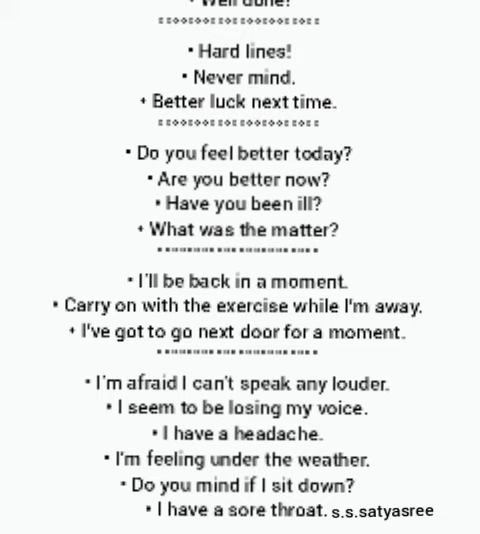 • Well done!
• Hard lines!
• Never mind.
• Better luck next time.
• Do you feel better today?
• Are you better now?
• Have you been ill?
• What was the matter?
• I'll be back in a moment.
• Carry on with the exercise while I'm away.
• I've got to go next door for a moment.
• I'm afraid I can't speak any louder.
• I seem to be losing my voice.
• I have a headache.
• I'm feeling under the weather.
• Do you mind if I sit down?
• I have a sore throat. s.s.satyasree